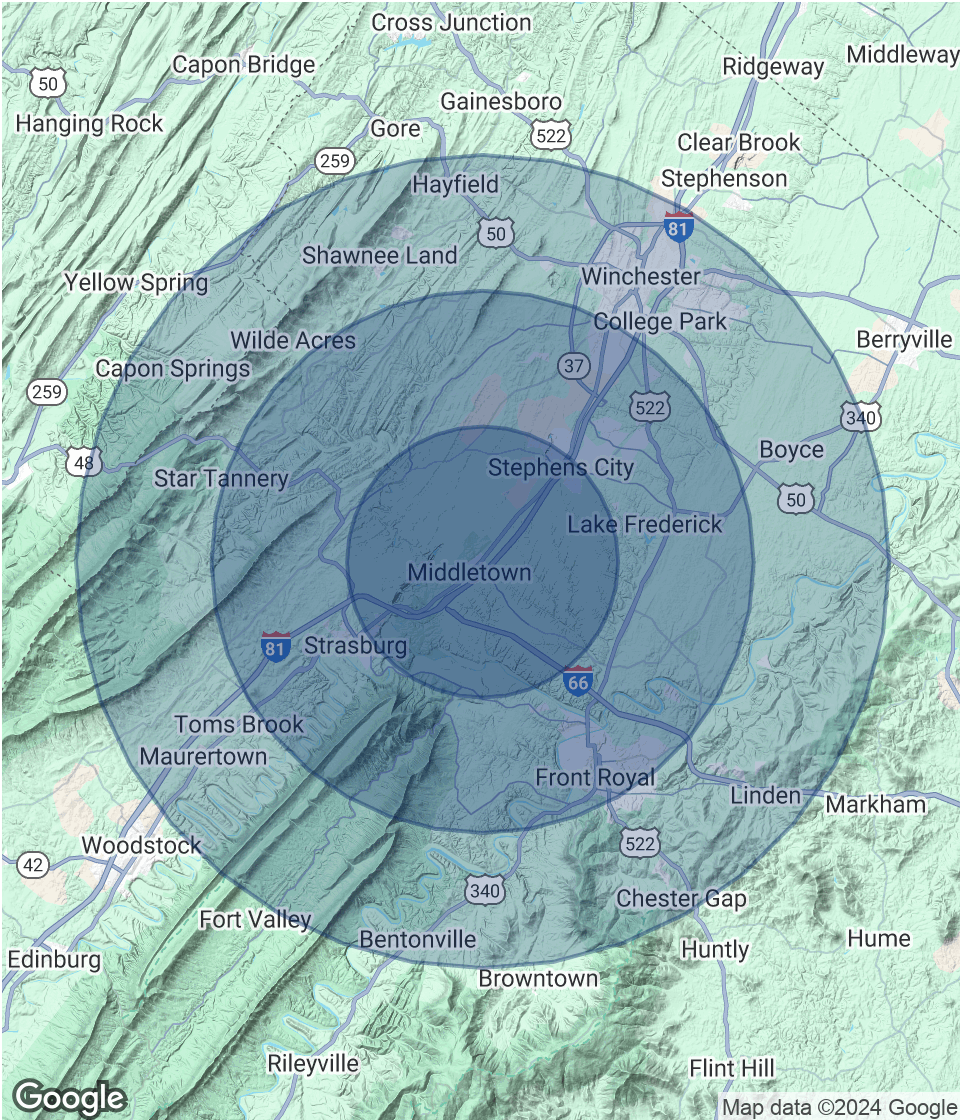 Cross Junction
Capon Bridge
Middleway
Ridgeway
50
Gainesboro
Hanging Rock
Gore
522
Clear Brook
259
Stephenson
Hayfield
81
50
Shawnee Land
Winchester
Yellow Spring
College Park
Wilde Acres
Berryville
Capon Springs
37
259
522
340
Boyce
48
Stephens City
Star Tannery
50
Lake Frederick
Middletown
81
Strasburg
66
Toms Brook
Maurertown
Front Royal
Linden
Markham
Woodstock
522
42
340
Chester Gap
Fort Valley
Bentonville
Hume
Huntly
Edinburg
Browntown
Rileyville
Flint Hill
Google
Map data ©2024 Google